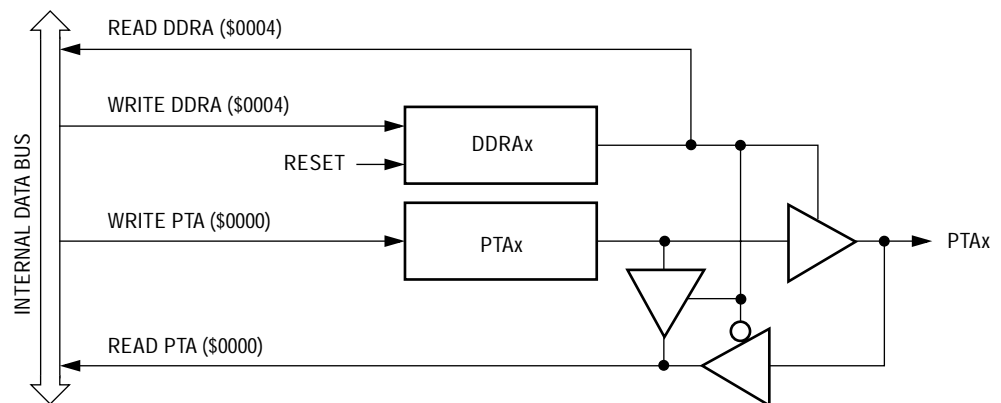 READ DDRA ($0004)
WRITE DDRA ($0004)
DDRAx
RESET
INTERNAL DATA BUS
WRITE PTA ($0000)
PTAx
PTAx
READ PTA ($0000)